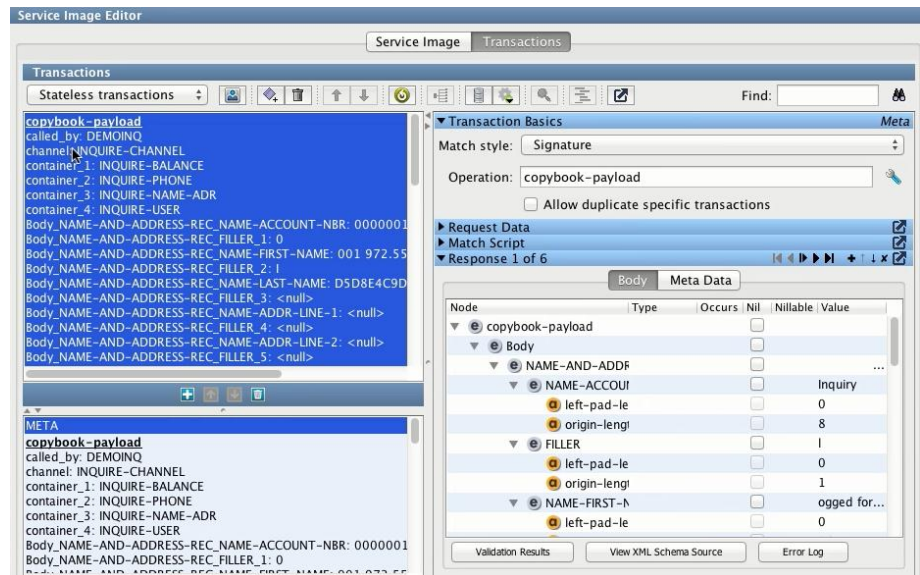 Service Image Editor
Service Image
Transactions
Transactions
Stateless transactions
Find:
copybook-payload
called_by: DEMOINQ
channel: INQUIRE-CHANNEL
container_1: INQUIRE-BALANCE
container_2: INQUIRE-PHONE
container_3: INQUIRE-NAME-ADR
container_4: INQUIRE-USER
Body_NAME-AND-ADDRESS-REC_NAME-ACCOUNT-NBR: 0000001
Body_NAME-AND-ADDRESS-REC_FILLER_1: 0
Body_NAME-AND-ADDRESS-REC_NAME-FIRST-NAME: 001 972.55
Body_NAME-AND-ADDRESS-REC_FILLER_2: I
Body_NAME-AND-ADDRESS-REC_NAME-LAST-NAME: D5D8E4C9D
Body_NAME-AND-ADDRESS-REC_FILLER_3: <null>
Body_NAME-AND-ADDRESS-REC_NAME-ADDR-LINE-1: <null>
Body_NAME-AND-ADDRESS-REC_FILLER_4: <null>
Body_NAME-AND-ADDRESS-REC_NAME-ADDR-LINE-2: <null>
Body_NAME-AND-ADDRESS-REC_FILLER_5: <null>
META
copybook-payload
called_by: DEMOINQ
channel: INQUIRE-CHANNEL
container_1: INQUIRE-BALANCE
container_2: INQUIRE-PHONE
container_3: INQUIRE-NAME-ADR
container_4: INQUIRE-USER
Body_NAME-AND-ADDRESS-REC_NAME-ACCOUNT-NBR: 0000001
Body_NAME-AND-ADDRESS-REC_FILLER_1: 0
Body_NAME-AND-ADDRESS-REC_NAME-FIRST-NAME: 001 972.55
Transaction Basics Meta
Match style: Signature
Operation: copybook-payload
Allow duplicate specific transactions
Request Data
Match Script
Response 1 of 6
Body Meta Data
Node Type Occurs Nil Nillable Value
e copybook-payload
e Body
e NAME-AND-ADDR ...
e NAME-ACCOUN Inquiry
a left-pad-le 0
a origin-lengt 8
e FILLER I
a left-pad-le 0
a origin-lengt 1
e NAME-FIRST-N ogged for...
a left-pad-le 0
Validation Results View XML Schema Source Error Log